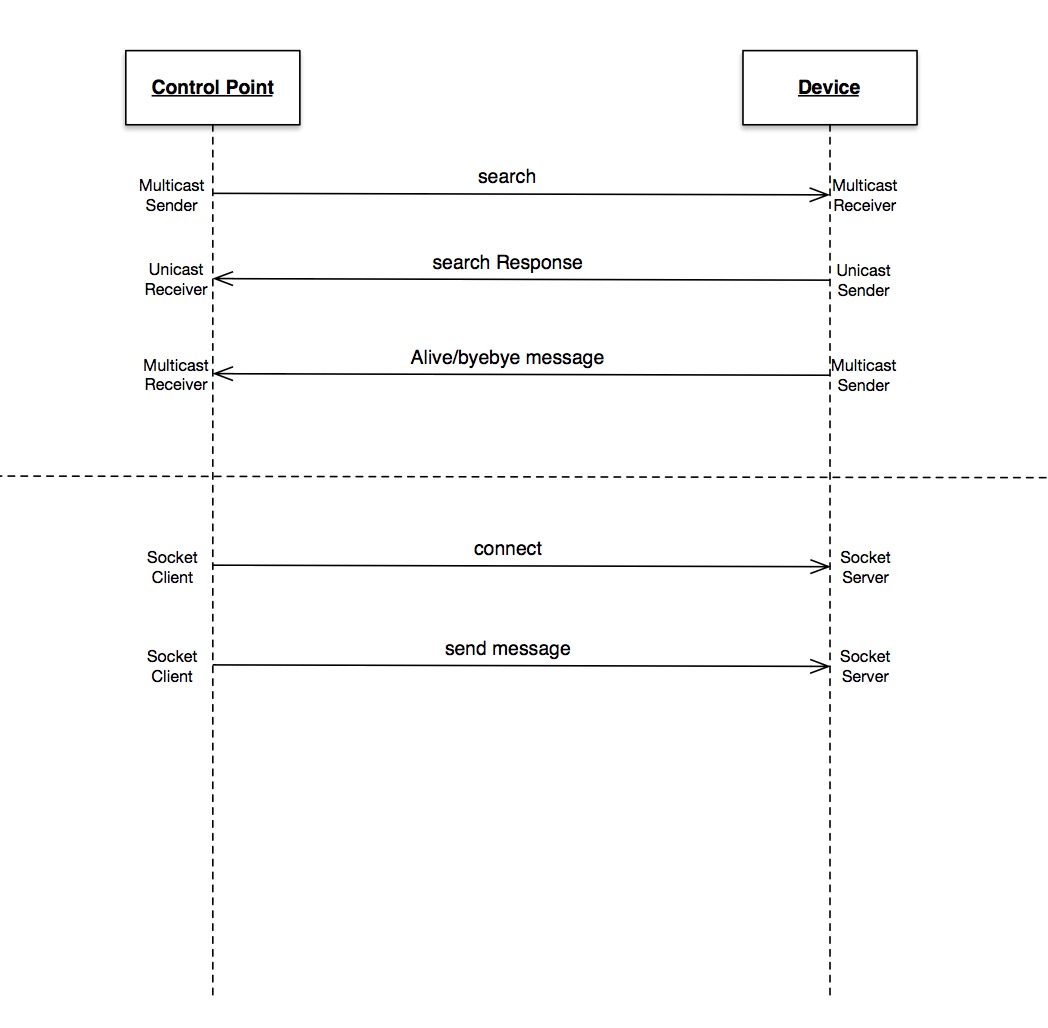 Control Point
Device
search
Multicast
Sender
Multicast
Receiver
search Response
Unicast
Receiver
Unicast
Sender
Alive/byebye message
Multicast
Receiver
Multicast
Sender
connect
Socket
Client
Socket
Server
send message
Socket
Client
Socket
Server